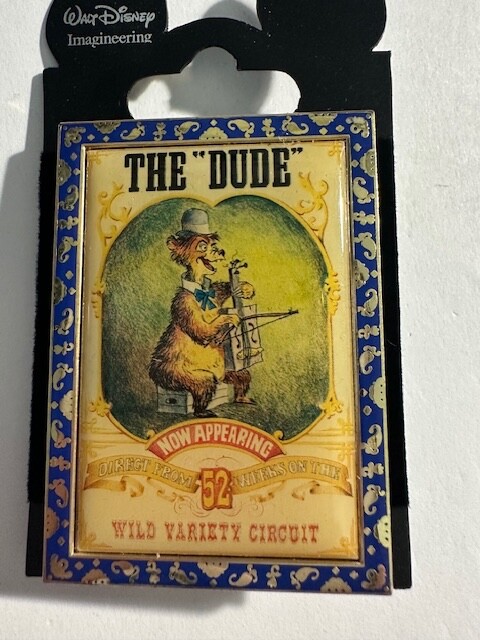 WALT DISNEY
Imagineering
THE "DUDE"
NOW APPEARING
DIRECT FROM 52 WEEKS ON THE
WILD VARIETY CIRCUIT